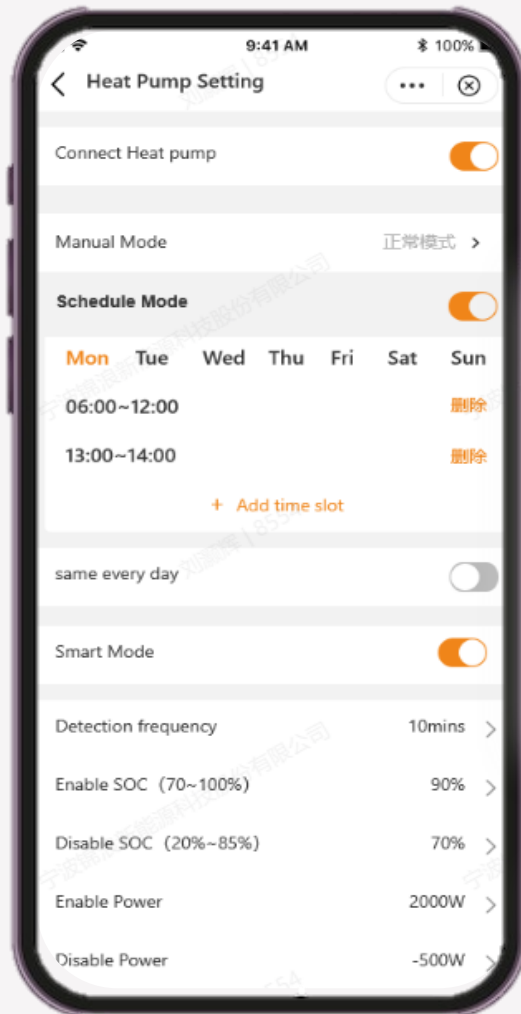 9:41 AM 100%
Heat Pump Setting
Connect Heat pump
Manual Mode 正常模式
Schedule Mode
Mon Tue Wed Thu Fri Sat Sun
06:00~12:00 删除
13:00~14:00 删除
+ Add time slot
same every day
Smart Mode
Detection frequency 10mins
Enable SOC（70~100%） 90%
Disable SOC（20%~85%） 70%
Enable Power 2000W
Disable Power -500W